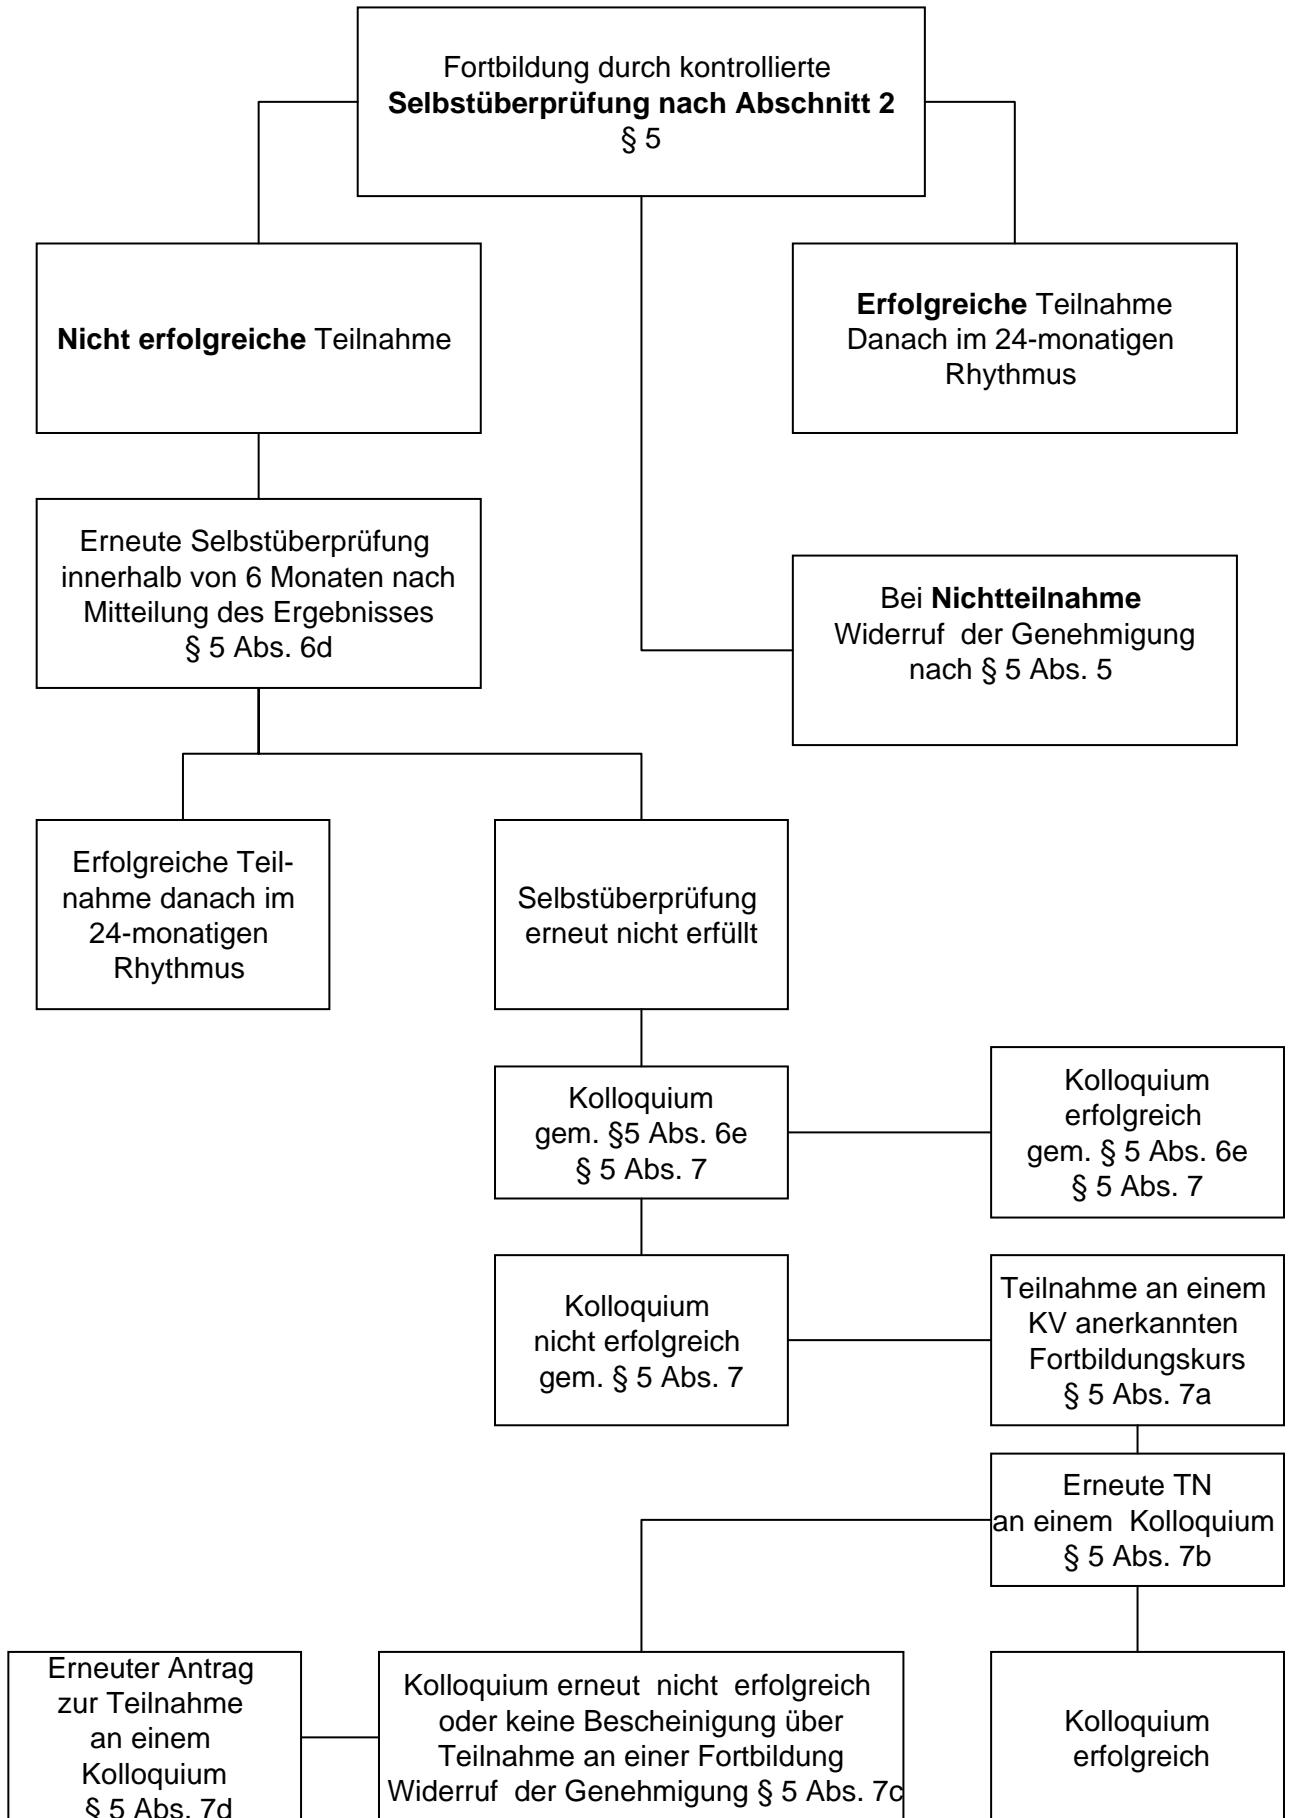 Fortbildung durch kontrollierte
Selbstüberprüfung nach Abschnitt 2
§ 5
Nicht erfolgreiche Teilnahme
Erfolgreiche Teilnahme
Danach im 24-monatigen
Rhythmus
Erneute Selbstüberprüfung
innerhalb von 6 Monaten nach
Mitteilung des Ergebnisses
§ 5 Abs. 6d
Bei Nichtteilnahme
Widerruf der Genehmigung
nach § 5 Abs. 5
Erfolgreiche Teil-
nahme danach im
24-monatigen
Rhythmus
Selbstüberprüfung
erneut nicht erfüllt
Kolloquium
gem. §5 Abs. 6e
§ 5 Abs. 7
Kolloquium
erfolgreich
gem. § 5 Abs. 6e
§ 5 Abs. 7
Kolloquium
nicht erfolgreich
gem. § 5 Abs. 7
Teilnahme an einem
KV anerkannten
Fortbildungskurs
§ 5 Abs. 7a
Erneute TN
an einem Kolloquium
§ 5 Abs. 7b
Erneuter Antrag
zur Teilnahme
an einem
Kolloquium
§ 5 Abs. 7d
Kolloquium erneut nicht erfolgreich
oder keine Bescheinigung über
Teilnahme an einer Fortbildung
Widerruf der Genehmigung § 5 Abs. 7c
Kolloquium
erfolgreich